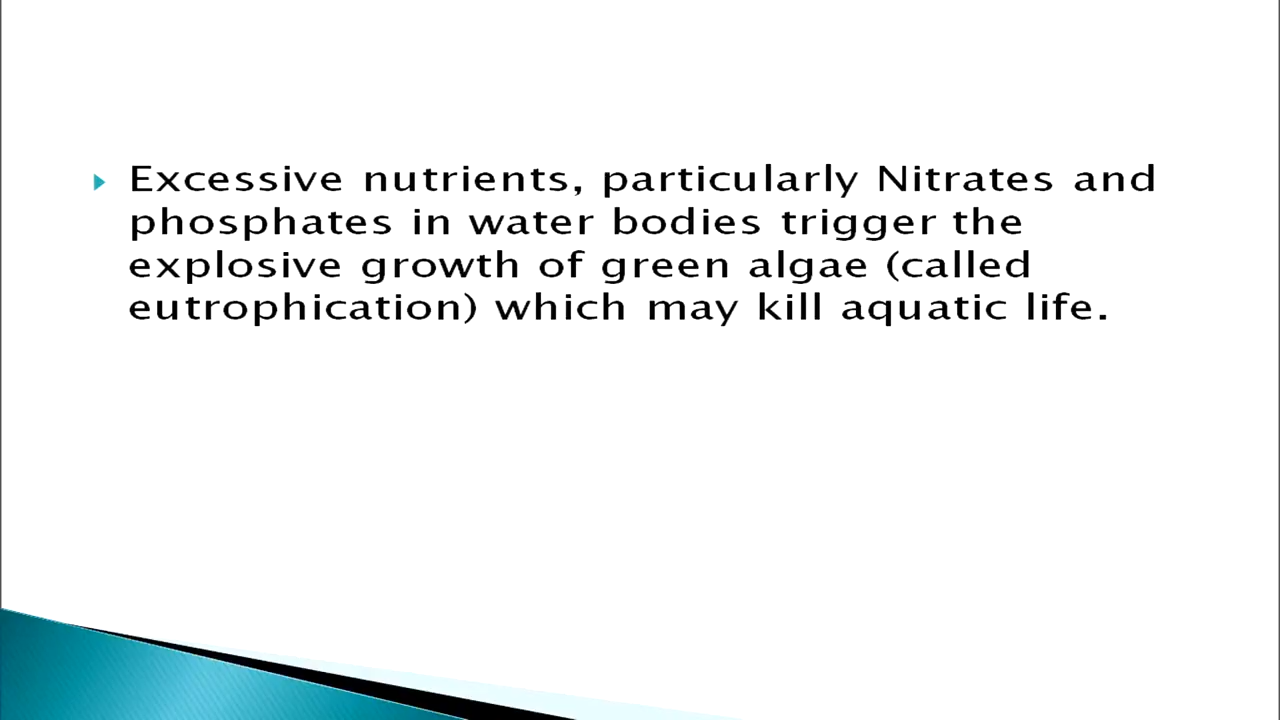 Excessive nutrients, particularly Nitrates and
phosphates in water bodies trigger the
explosive growth of green algae (called
eutrophication) which may kill aquatic life.